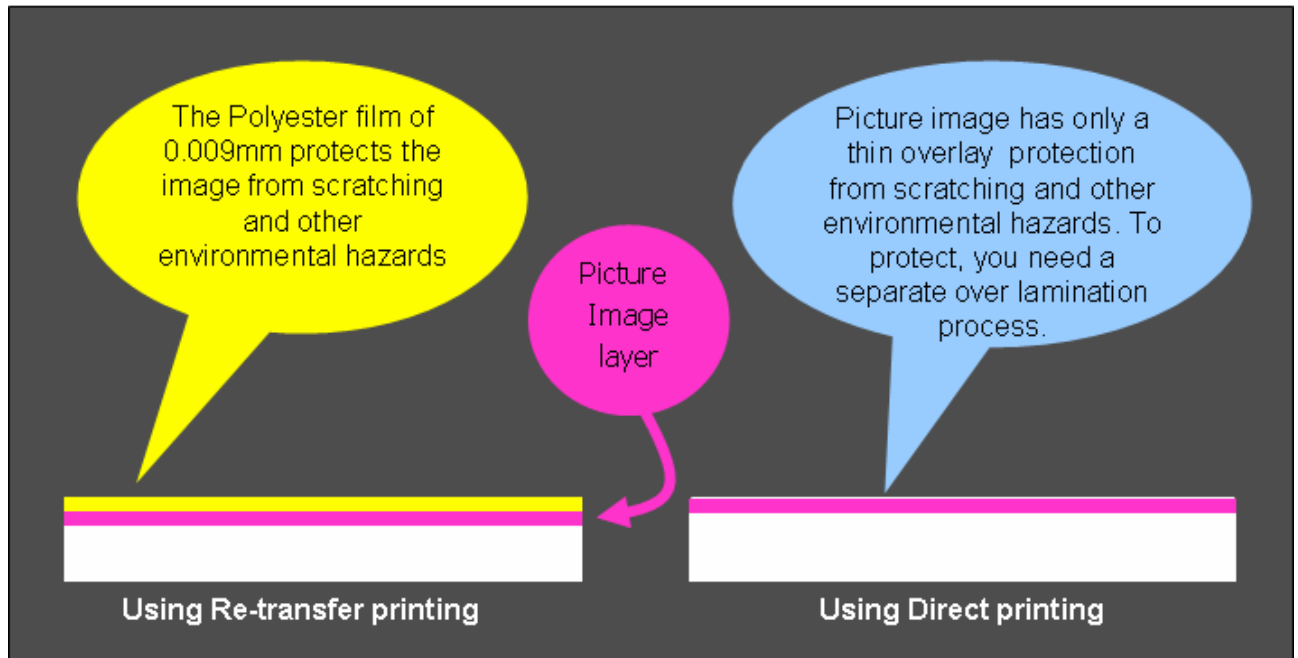 The Polyester film of
0.009mm protects the
image from scratching
and other
environmental hazards
Picture
Image
layer
Picture image has only a
thin overlay protection
from scratching and other
environmental hazards. To
protect, you need a
separate over lamination
process.
Using Re-transfer printing
Using Direct printing